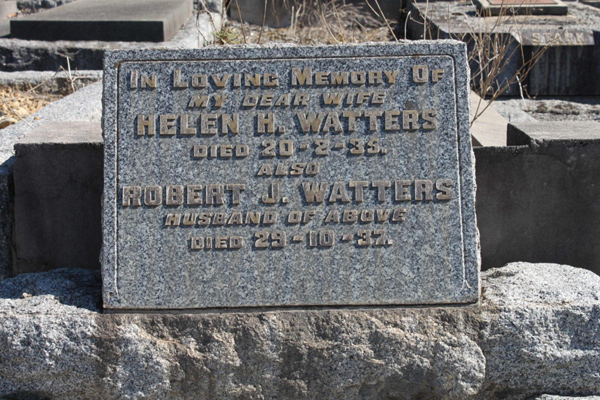 In Loving Memory Of
MY DEAR WIFE
HELEN H. WATTERS
DIED 20-2-35.
ALSO
ROBERT J. WATTERS
HUSBAND OF ABOVE
DIED 29-10-37.